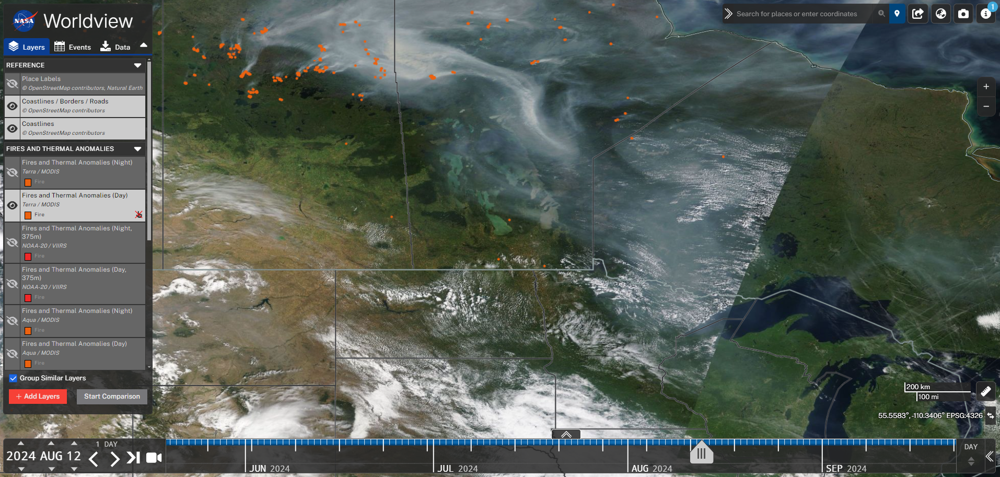 NASA Worldview
Layers Events Data
REFERENCE
Place Labels
© OpenStreetMap contributors, Natural Earth
Coastlines / Borders / Roads
© OpenStreetMap contributors
Coastlines
© OpenStreetMap contributors
FIRES AND THERMAL ANOMALIES
Fires and Thermal Anomalies (Night)
Terra / MODIS
Fire
Fires and Thermal Anomalies (Day)
Terra / MODIS
Fire
Fires and Thermal Anomalies (Night,
375m)
NOAA-20 / VIIRS
Fire
Fires and Thermal Anomalies (Day,
375m)
NOAA-20 / VIIRS
Fire
Fires and Thermal Anomalies (Night)
Aqua / MODIS
Fire
Fires and Thermal Anomalies (Day)
Aqua / MODIS
Fire
Group Similar Layers
+ Add Layers Start Comparison
Search for places or enter coordinates
1
+
−
200 km
100 mi
55.5583°, -110.3406° EPSG:4326
2024 AUG 12
1 DAY
JUN 2024
JUL 2024
AUG 2024
SEP 2024
DAY